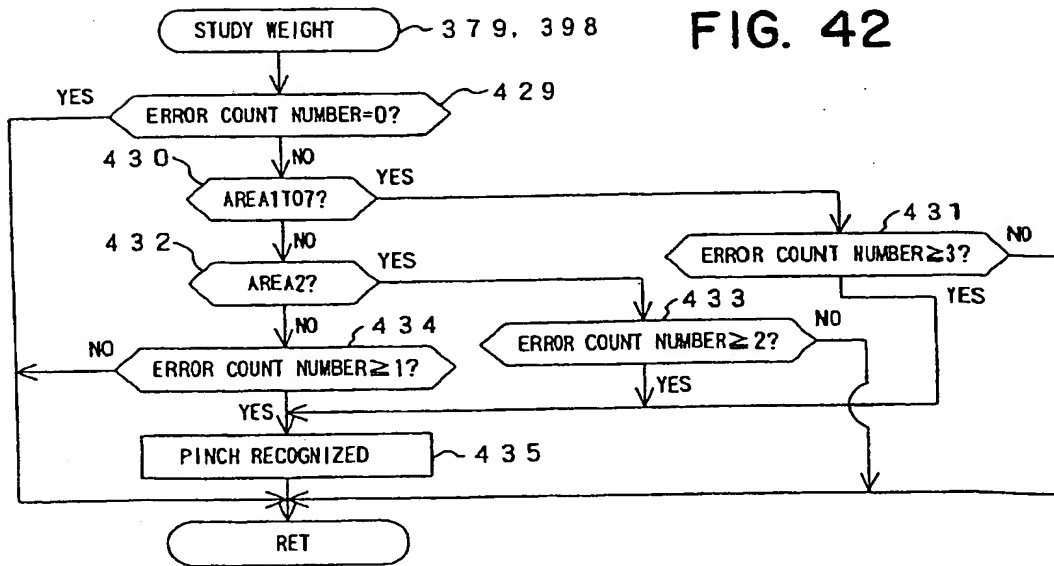 FIG. 42
STUDY WEIGHT
379, 398
YES
ERROR COUNT NUMBER=0?
429
NO
430
AREA1TO7?
YES
431
ERROR COUNT NUMBER≧3?
NO
YES
NO
432
AREA2?
YES
433
ERROR COUNT NUMBER≧2?
NO
YES
NO
434
NO
ERROR COUNT NUMBER≧1?
YES
PINCH RECOGNIZED
435
RET